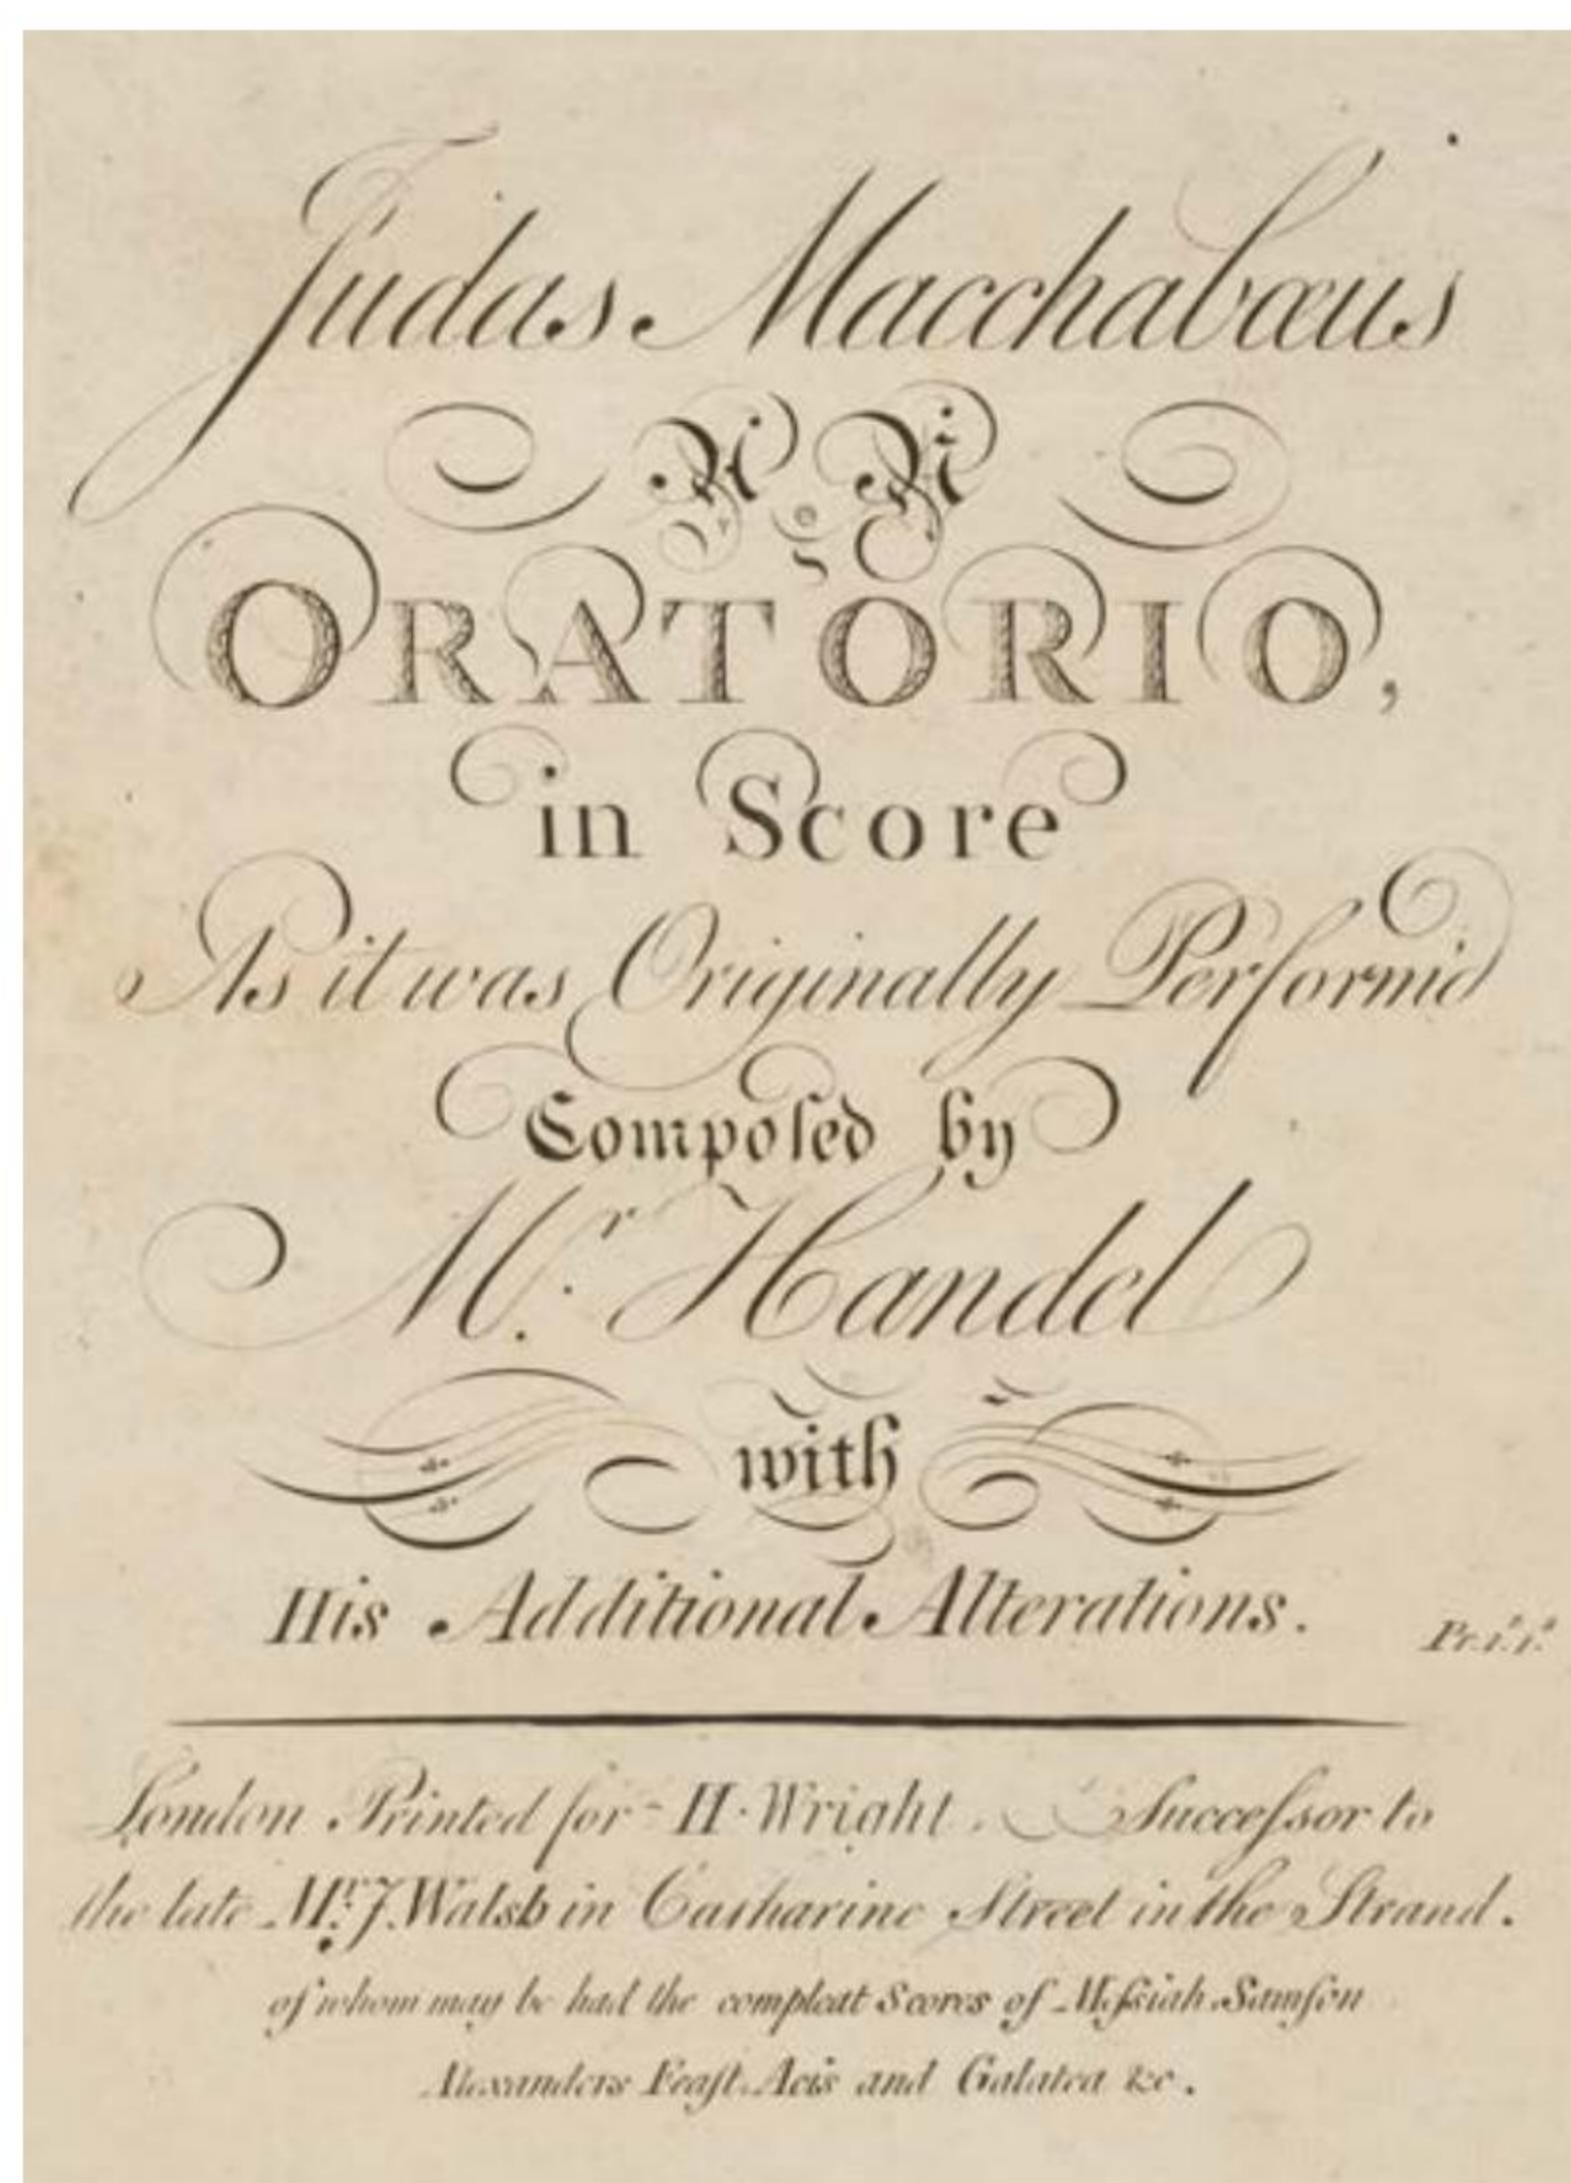 Judas Macchabæus
AN
ORATORIO,
in Score
As it was Originally Perform'd
Compoſed by
Mr. Handel
with
His Additional Alterations.
London Printed for H. Wright Succeſsor to
the late Mr. J. Walsh in Catharine Street in the Strand.
of whom may be had the compleat Scores of Meſsiah Samſon
Alexanders Feaſt Acis and Galatea &c.